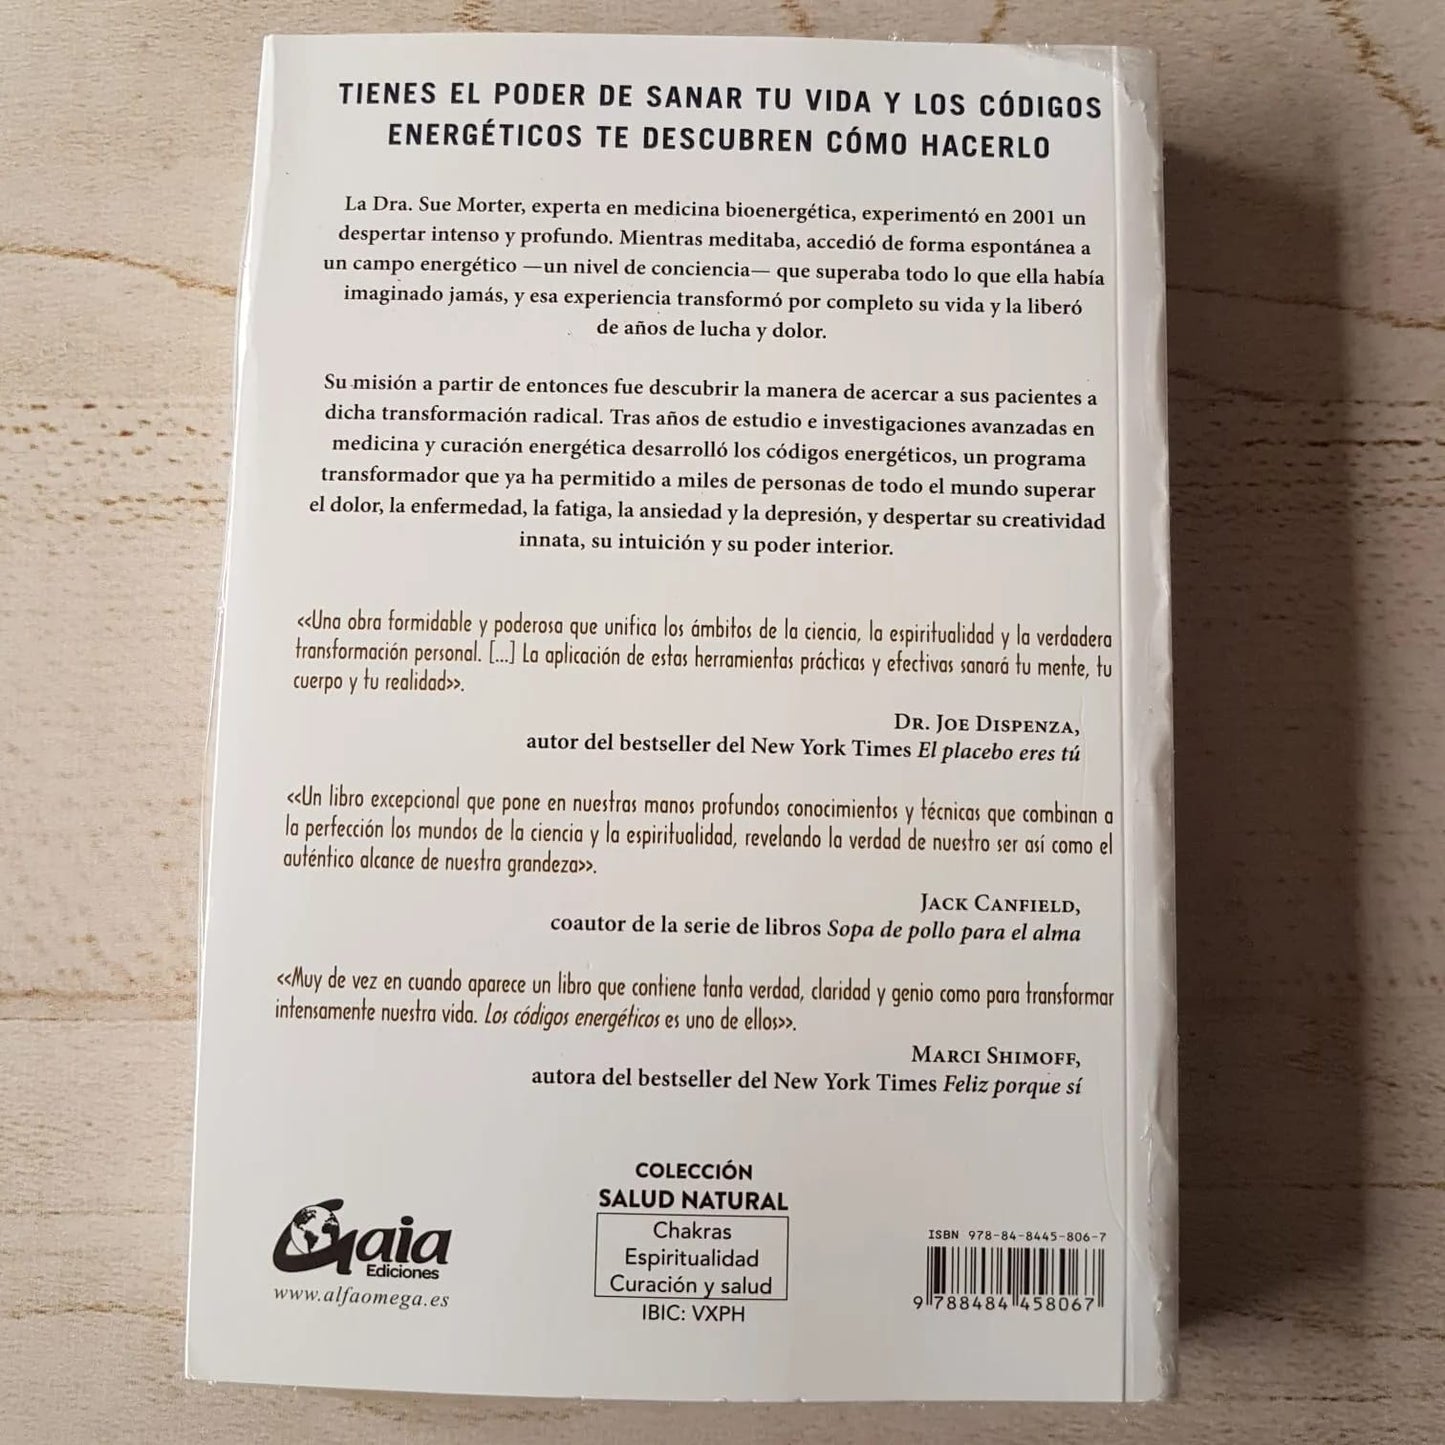 TIENES EL PODER DE SANAR TU VIDA Y LOS CÓDIGOS
ENERGÉTICOS TE DESCUBREN CÓMO HACERLO
La Dra. Sue Morter, experta en medicina bioenergética, experimentó en 2001 un
despertar intenso y profundo. Mientras meditaba, accedió de forma espontánea a
un campo energético —un nivel de conciencia— que superaba todo lo que ella había
imaginado jamás, y esa experiencia transformó por completo su vida y la liberó
de años de lucha y dolor.
Su misión a partir de entonces fue descubrir la manera de acercar a sus pacientes a
dicha transformación radical. Tras años de estudio e investigaciones avanzadas en
medicina y curación energética desarrolló los códigos energéticos, un programa
transformador que ya ha permitido a miles de personas de todo el mundo superar
el dolor, la enfermedad, la fatiga, la ansiedad y la depresión, y despertar su creatividad
innata, su intuición y su poder interior.
«Una obra formidable y poderosa que unifica los ámbitos de la ciencia, la espiritualidad y la verdadera
transformación personal. [...] La aplicación de estas herramientas prácticas y efectivas sanará tu mente, tu
cuerpo y tu realidad».
DR. JOE DISPENZA,
autor del bestseller del New York Times El placebo eres tú
«Un libro excepcional que pone en nuestras manos profundos conocimientos y técnicas que combinan a
la perfección los mundos de la ciencia y la espiritualidad, revelando la verdad de nuestro ser así como el
auténtico alcance de nuestra grandeza».
JACK CANFIELD,
coautor de la serie de libros Sopa de pollo para el alma
«Muy de vez en cuando aparece un libro que contiene tanta verdad, claridad y genio como para transformar
intensamente nuestra vida. Los códigos energéticos es uno de ellos».
MARCI SHIMOFF,
autora del bestseller del New York Times Feliz porque sí
Gaia
Ediciones
www.alfaomega.es
COLECCIÓN
SALUD NATURAL
Chakras
Espiritualidad
Curación y salud
IBIC: VXPH
ISBN 978-84-8445-806-7
9 788484 458067